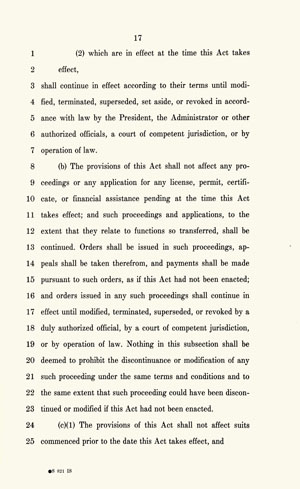 17
1 (2) which are in effect at the time this Act takes
2 effect,
3 shall continue in effect according to their terms until modi-
4 fied, terminated, superseded, set aside, or revoked in accord-
5 ance with law by the President, the Administrator or other
6 authorized officials, a court of competent jurisdiction, or by
7 operation of law.
8 (b) The provisions of this Act shall not affect any pro-
9 ceedings or any application for any license, permit, certifi-
10 cate, or financial assistance pending at the time this Act
11 takes effect; and such proceedings and applications, to the
12 extent that they relate to functions so transferred, shall be
13 continued. Orders shall be issued in such proceedings, ap-
14 peals shall be taken therefrom, and payments shall be made
15 pursuant to such orders, as if this Act had not been enacted;
16 and orders issued in any such proceedings shall continue in
17 effect until modified, terminated, superseded, or revoked by a
18 duly authorized official, by a court of competent jurisdiction,
19 or by operation of law. Nothing in this subsection shall be
20 deemed to prohibit the discontinuance or modification of any
21 such proceeding under the same terms and conditions and to
22 the same extent that such proceeding could have been discon-
23 tinued or modified if this Act had not been enacted.
24 (c)(1) The provisions of this Act shall not affect suits
25 commenced prior to the date this Act takes effect, and
●S 821 IS